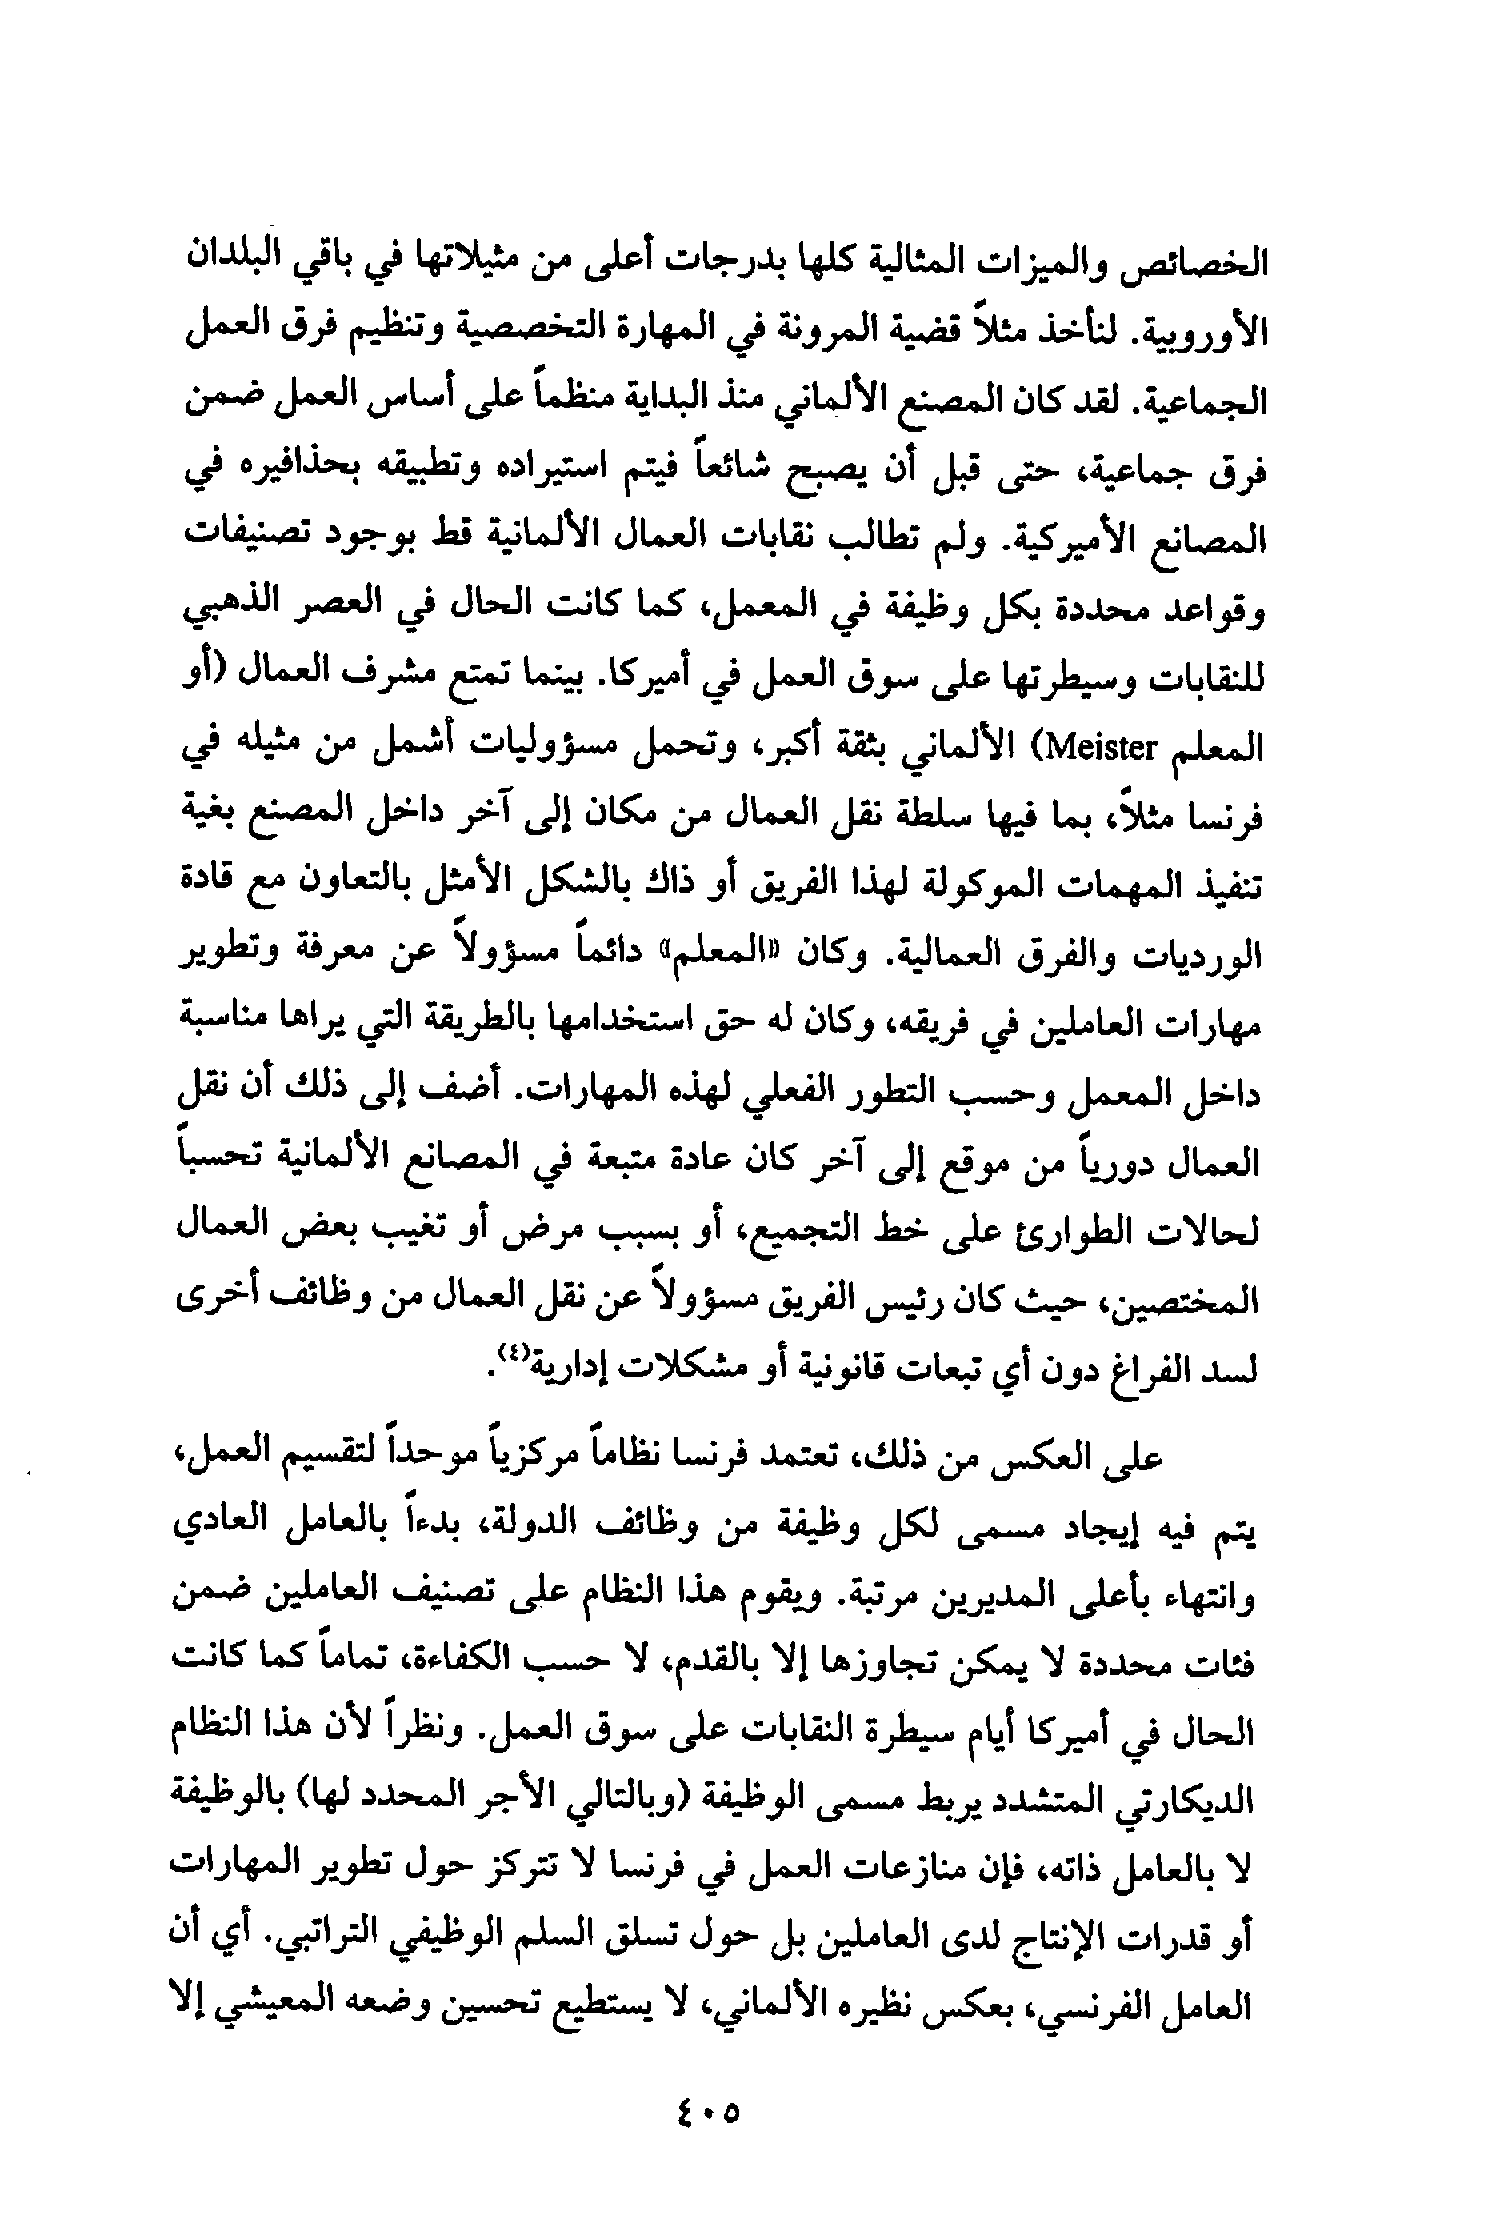 الخصائص والميزات المثالية كلها بدرجات أعلى من مثيلاتها في باقي البلدان
الأوروبية. لنأخذ مثلاً قضية المرونة في المهارة التخصصية وتنظيم فرق العمل
الجماعية. لقد كان المصنع الألماني منذ البداية منظماً على أساس العمل ضمن
فرق جماعية، حتى قبل أن يصبح شائعاً فيتم استيراده وتطبيقه بحذافيره في
المصانع الأميركية. ولم تطالب نقابات العمال الألمانية قط بوجود تصنيفات
وقواعد محددة بكل وظيفة في المعمل، كما كانت الحال في العصر الذهبي
للنقابات وسيطرتها على سوق العمل في أميركا. بينما تمتع مشرف العمال (أو
المعلم Meister) الألماني بثقة أكبر، وتحمل مسؤوليات أشمل من مثيله في
فرنسا مثلاً، بما فيها سلطة نقل العمال من مكان إلى آخر داخل المصنع بغية
تنفيذ المهمات الموكولة لهذا الفريق أو ذاك بالشكل الأمثل بالتعاون مع قادة
الورديات والفرق العمالية. وكان «المعلم» دائماً مسؤولاً عن معرفة وتطوير
مهارات العاملين في فريقه، وكان له حق استخدامها بالطريقة التي يراها مناسبة
داخل المعمل وحسب التطور الفعلي لهذه المهارات. أضف إلى ذلك أن نقل
العمال دورياً من موقع إلى آخر كان عادة متبعة في المصانع الألمانية تحسباً
لحالات الطوارئ على خط التجميع، أو بسبب مرض أو تغيب بعض العمال
المختصين، حيث كان رئيس الفريق مسؤولاً عن نقل العمال من وظائف أخرى
لسد الفراغ دون أي تبعات قانونية أو مشكلات إدارية(٤).
على العكس من ذلك، تعتمد فرنسا نظاماً مركزياً موحداً لتقسيم العمل،
يتم فيه إيجاد مسمى لكل وظيفة من وظائف الدولة، بدءاً بالعامل العادي
وانتهاء بأعلى المديرين مرتبة. ويقوم هذا النظام على تصنيف العاملين ضمن
فئات محددة لا يمكن تجاوزها إلا بالقدم، لا حسب الكفاءة، تماماً كما كانت
الحال في أميركا أيام سيطرة النقابات على سوق العمل. ونظراً لأن هذا النظام
الديكارتي المتشدد يربط مسمى الوظيفة (وبالتالي الأجر المحدد لها) بالوظيفة
لا بالعامل ذاته، فإن منازعات العمل في فرنسا لا تتركز حول تطوير المهارات
أو قدرات الإنتاج لدى العاملين بل حول تسلق السلم الوظيفي التراتبي. أي أن
العامل الفرنسي، بعكس نظيره الألماني، لا يستطيع تحسين وضعه المعيشي إلا
٤٠٥